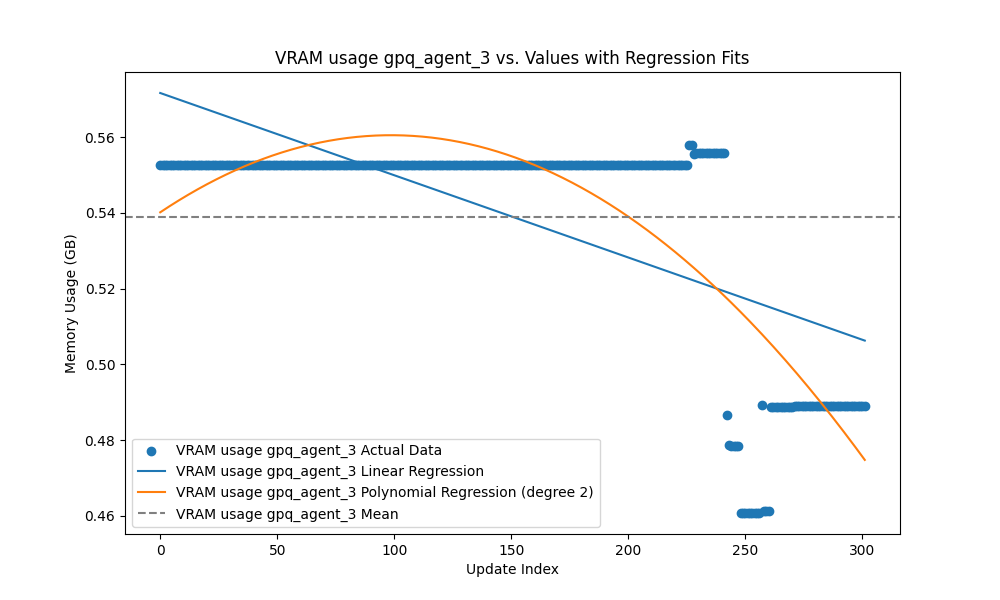 VRAM usage gpq_agent_3 vs. Values with Regression Fits
Memory Usage (GB)
0.56
0.54
0.52
0.50
0.48
0.46
VRAM usage gpq_agent_3 Actual Data
VRAM usage gpq_agent_3 Linear Regression
VRAM usage gpq_agent_3 Polynomial Regression (degree 2)
VRAM usage gpq_agent_3 Mean
0 50 100 150 200 250 300
Update Index